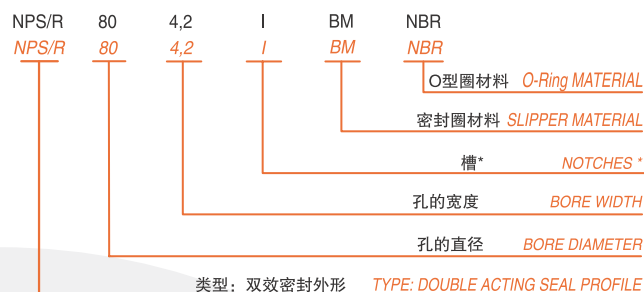 NPS/R 80 4,2 I BM NBR
NPS/R 80 4,2 I BM NBR
O型圈材料 O-Ring MATERIAL
密封圈材料 SLIPPER MATERIAL
槽* NOTCHES *
孔的宽度 BORE WIDTH
孔的直径 BORE DIAMETER
类型：双效密封外形 TYPE: DOUBLE ACTING SEAL PROFILE